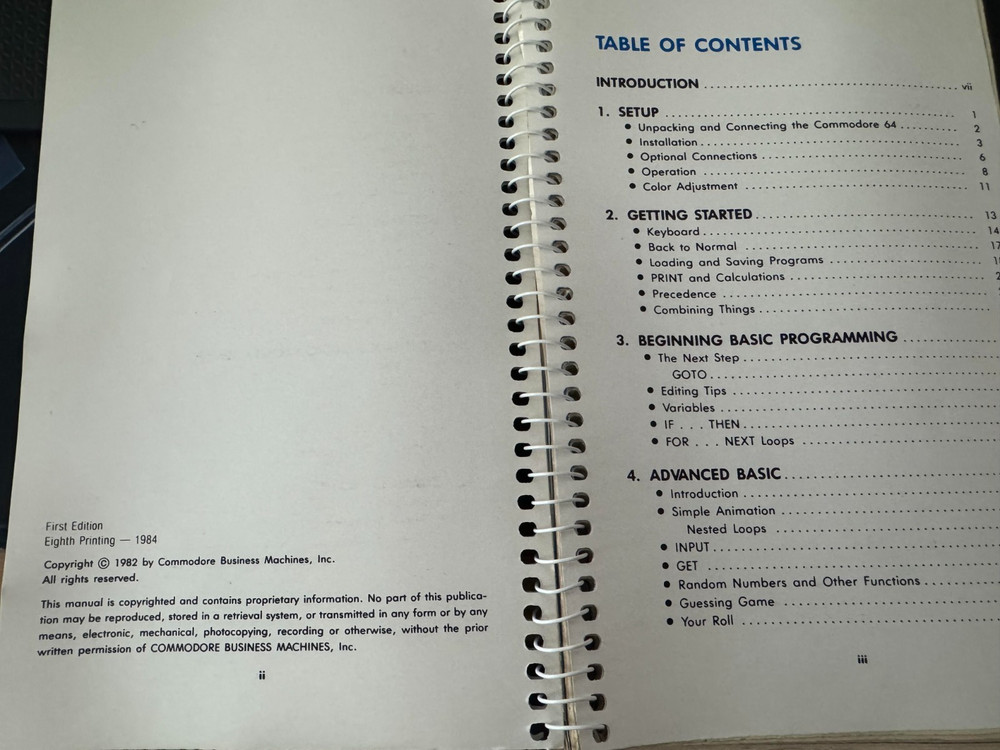 First Edition
Eighth Printing — 1984
Copyright © 1982 by Commodore Business Machines, Inc.
All rights reserved.
This manual is copyrighted and contains proprietary information. No part of this publica-
tion may be reproduced, stored in a retrieval system, or transmitted in any form or by any
means, electronic, mechanical, photocopying, recording or otherwise, without the prior
written permission of COMMODORE BUSINESS MACHINES, Inc.
ii
TABLE OF CONTENTS
INTRODUCTION . . . . . . . . . . vii
1. SETUP . . . . . . . . . . 1
• Unpacking and Connecting the Commodore 64 . . . . . . . . . . 2
• Installation . . . . . . . . . . 3
• Optional Connections . . . . . . . . . . 6
• Operation . . . . . . . . . . 8
• Color Adjustment . . . . . . . . . . 11
2. GETTING STARTED . . . . . . . . . . 13
• Keyboard . . . . . . . . . . 14
• Back to Normal . . . . . . . . . .
• Loading and Saving Programs . . . . . . . . . .
• PRINT and Calculations . . . . . . . . . .
• Precedence . . . . . . . . . .
• Combining Things . . . . . . . . . .
3. BEGINNING BASIC PROGRAMMING . . . . . . . . . .
• The Next Step . . . . . . . . . .
GOTO . . . . . . . . . .
• Editing Tips . . . . . . . . . .
• Variables . . . . . . . . . .
• IF . . . THEN . . . . . . . . . .
• FOR . . . NEXT Loops . . . . . . . . . .
4. ADVANCED BASIC . . . . . . . . . .
• Introduction . . . . . . . . . .
• Simple Animation . . . . . . . . . .
Nested Loops . . . . . . . . . .
• INPUT . . . . . . . . . .
• GET . . . . . . . . . .
• Random Numbers and Other Functions . . . . . . . . . .
• Guessing Game . . . . . . . . . .
• Your Roll . . . . . . . . . .
iii